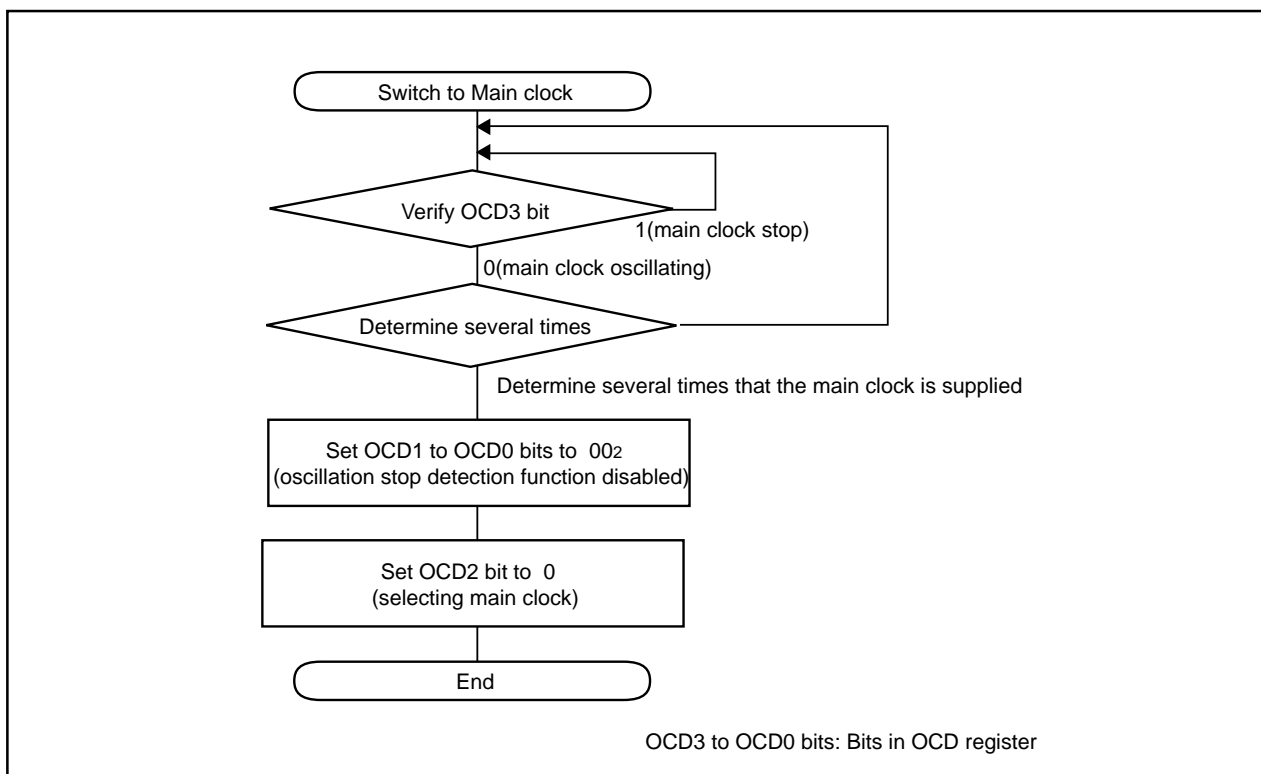 Switch to Main clock
Verify OCD3 bit
1(main clock stop)
0(main clock oscillating)
Determine several times
Determine several times that the main clock is supplied
Set OCD1 to OCD0 bits to 002
(oscillation stop detection function disabled)
Set OCD2 bit to 0
(selecting main clock)
End
OCD3 to OCD0 bits: Bits in OCD register